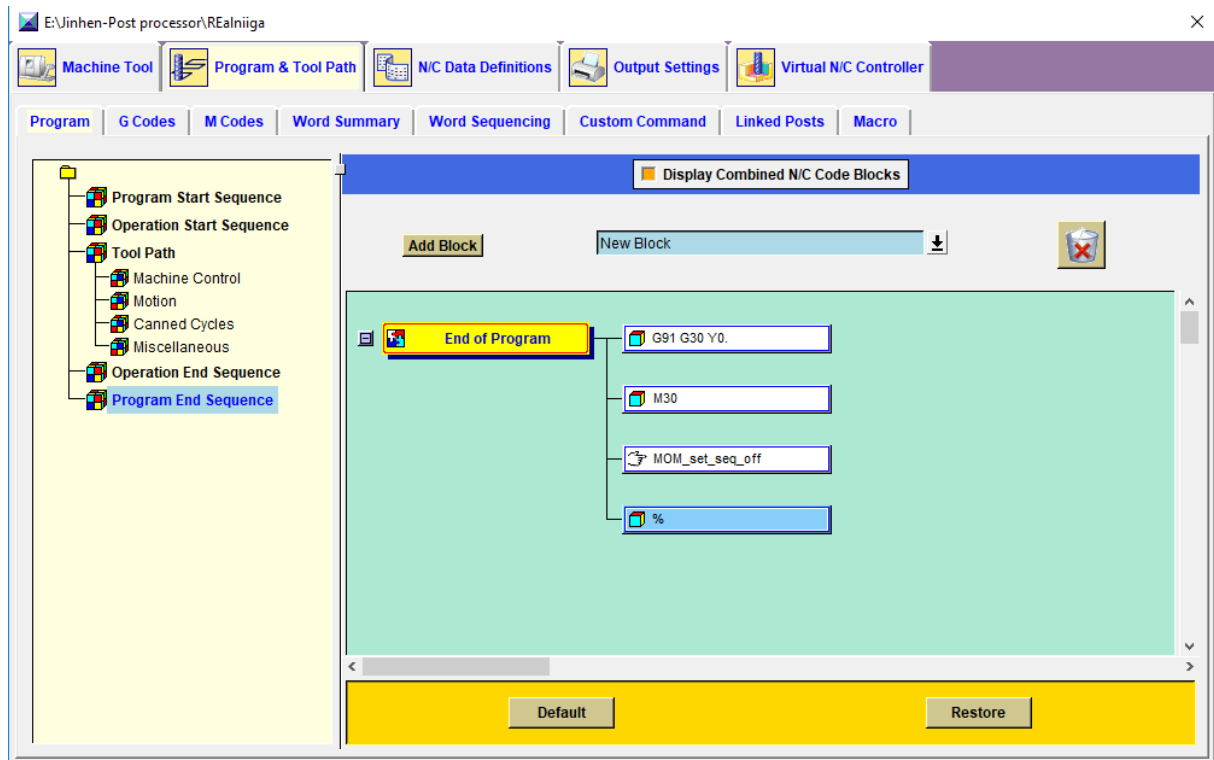 E:\Jinhen-Post processor\REalniiga
Machine Tool
Program & Tool Path
N/C Data Definitions
Output Settings
Virtual N/C Controller
Program
G Codes
M Codes
Word Summary
Word Sequencing
Custom Command
Linked Posts
Macro
Display Combined N/C Code Blocks
Program Start Sequence
Operation Start Sequence
Tool Path
Machine Control
Motion
Canned Cycles
Miscellaneous
Operation End Sequence
Program End Sequence
Add Block
New Block
End of Program
G91 G30 Y0.
M30
MOM_set_seq_off
%
Default
Restore